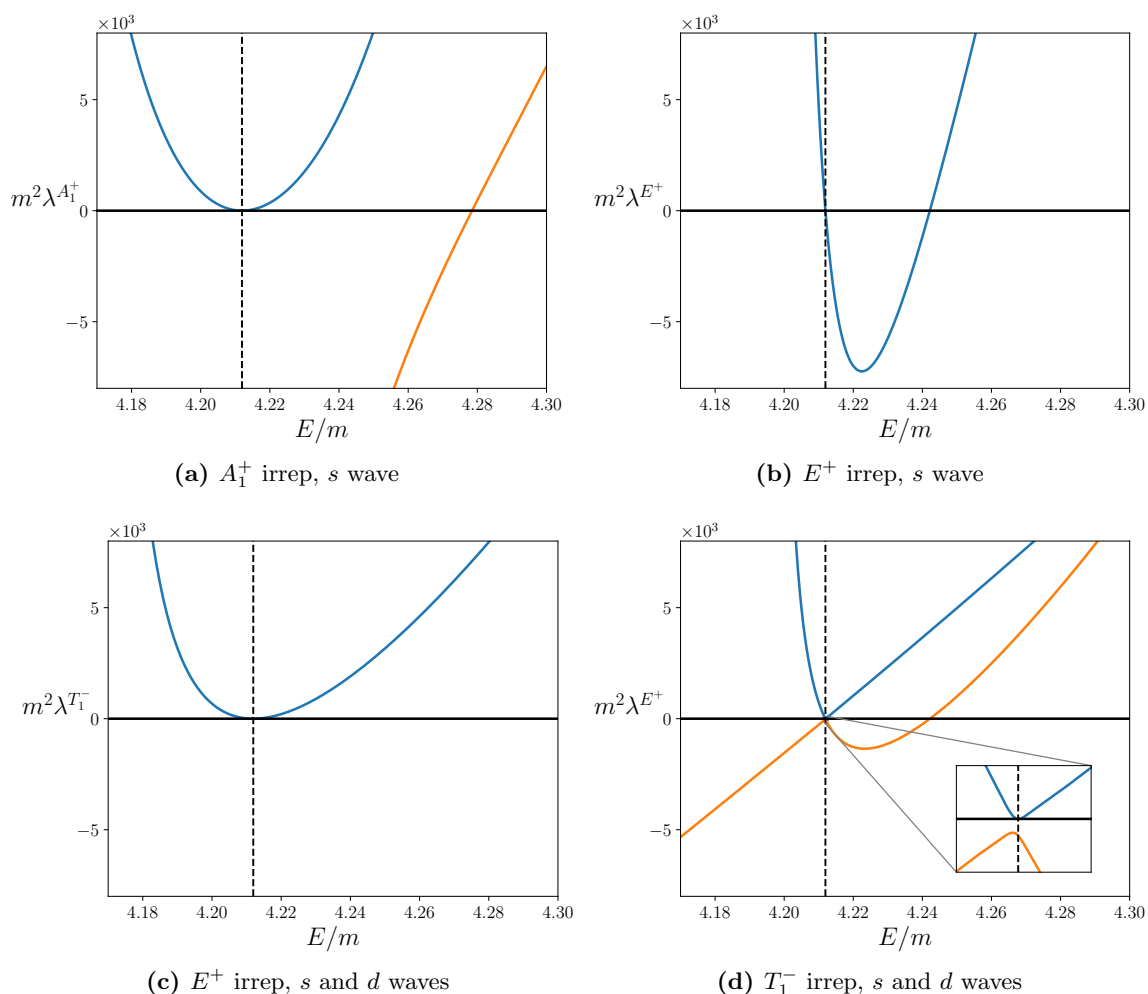 ×10³ ×10³
5 5
m²λ^{A₁⁺} 0 m²λ^{E⁺} 0
−5 −5
4.18 4.20 4.22 4.24 4.26 4.28 4.30 4.18 4.20 4.22 4.24 4.26 4.28 4.30
E/m E/m
(a) A₁⁺ irrep, s wave (b) E⁺ irrep, s wave
×10³ ×10³
5 5
m²λ^{T₁⁻} 0 m²λ^{E⁺} 0
−5 −5
4.18 4.20 4.22 4.24 4.26 4.28 4.30 4.18 4.20 4.22 4.24 4.26 4.28 4.30
E/m E/m
(c) E⁺ irrep, s and d waves (d) T₁⁻ irrep, s and d waves